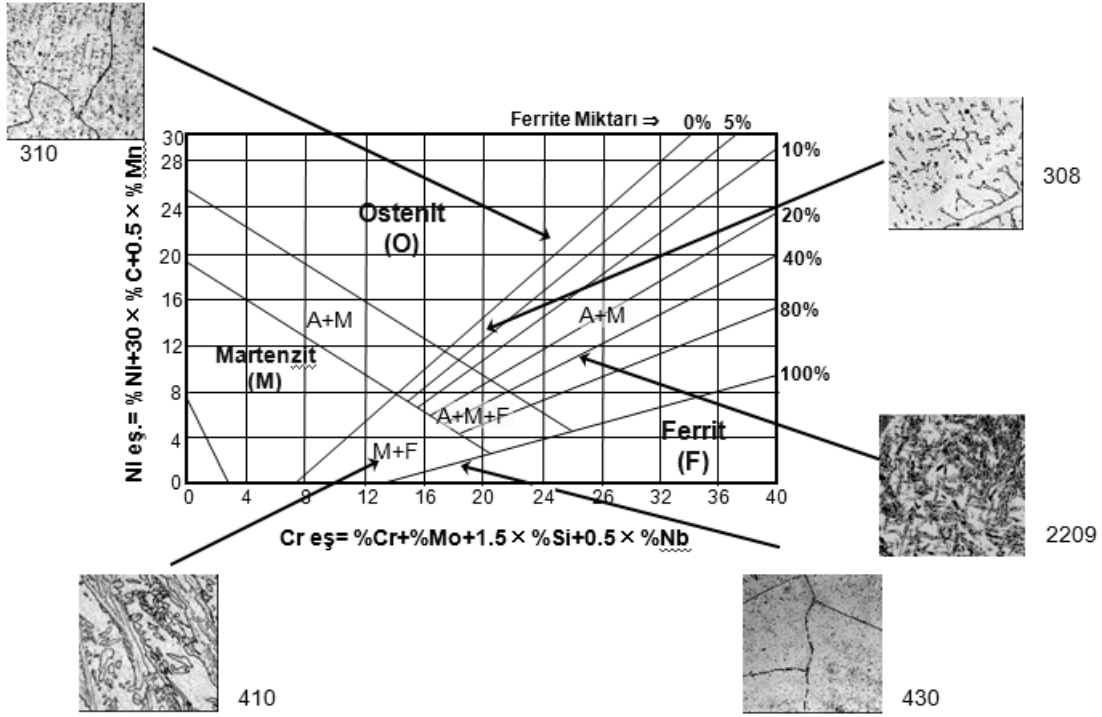 310
Ferrite Miktarı ⇒ 0% 5%
10%
20%
40%
80%
100%
308
Ni eş.= % Ni+30 × % C+0.5 × % Mn
30
28
24
20
16
12
8
4
0
Ostenit
(O)
A+M
A+M
Martenzit
(M)
A+M+F
M+F
Ferrit
(F)
0 4 8 12 16 20 24 26 32 36 40
Cr eş= %Cr+%Mo+1.5 × %Si+0.5 × %Nb
2209
410
430